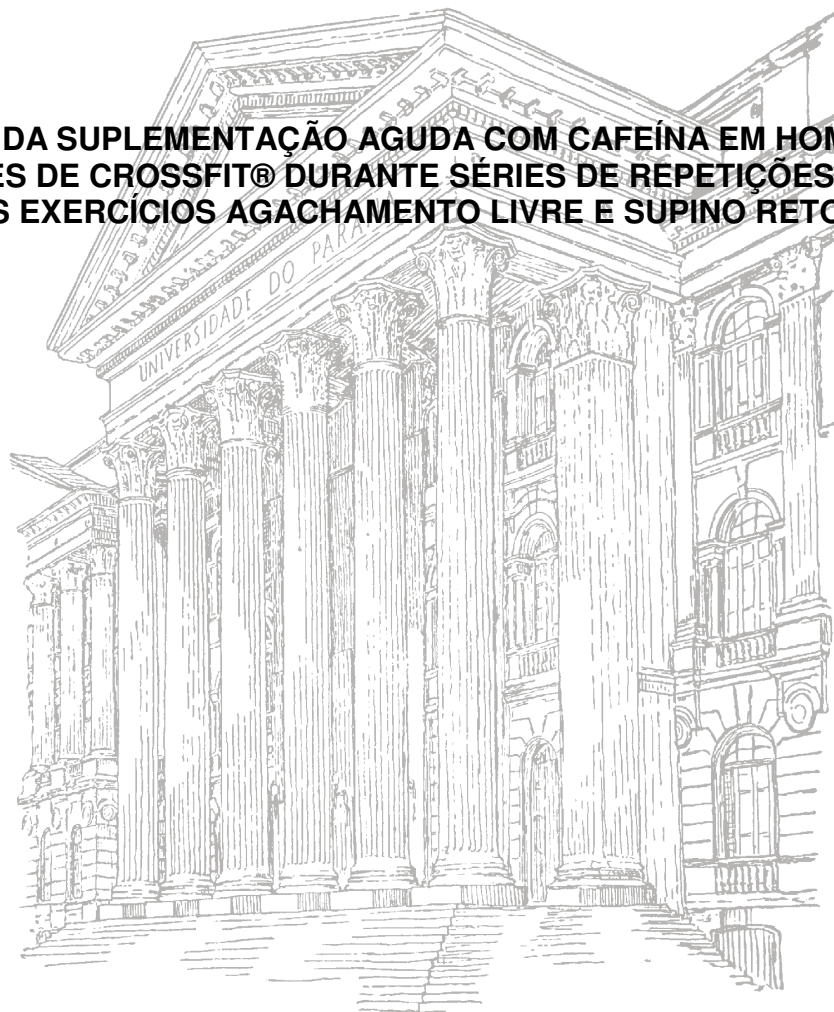 DA SUPLEMENTAÇÃO AGUDA COM CAFEÍNA EM HOM
ES DE CROSSFIT® DURANTE SÉRIES DE REPETIÇÕES
S EXERCÍCIOS AGACHAMENTO LIVRE E SUPINO RETO
UNIVERSIDADE DO PARANÁ